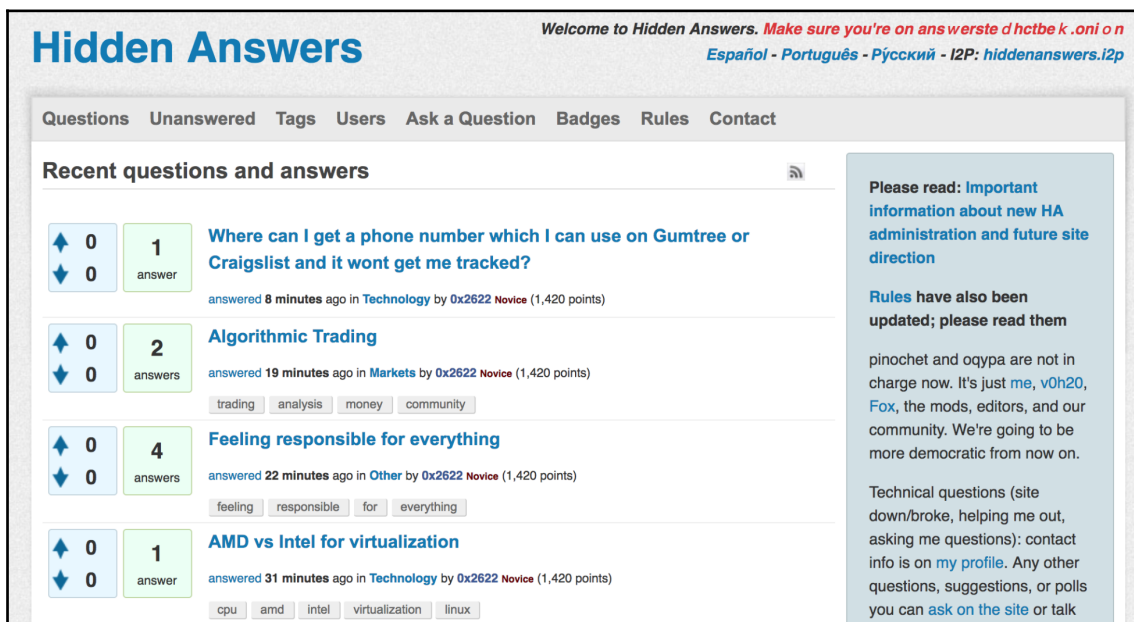 Hidden Answers
Welcome to Hidden Answers. Make sure you're on answerstedhctbek.onion
Español - Português - Рýсский - I2P: hiddenanswers.i2p
Questions Unanswered Tags Users Ask a Question Badges Rules Contact
Recent questions and answers
0
0
1
answer
Where can I get a phone number which I can use on Gumtree or
Craigslist and it wont get me tracked?
answered 8 minutes ago in Technology by 0x2622 Novice (1,420 points)
0
0
2
answers
Algorithmic Trading
answered 19 minutes ago in Markets by 0x2622 Novice (1,420 points)
trading analysis money community
0
0
4
answers
Feeling responsible for everything
answered 22 minutes ago in Other by 0x2622 Novice (1,420 points)
feeling responsible for everything
0
0
1
answer
AMD vs Intel for virtualization
answered 31 minutes ago in Technology by 0x2622 Novice (1,420 points)
cpu amd intel virtualization linux
Please read: Important
information about new HA
administration and future site
direction
Rules have also been
updated; please read them
pinochet and oqypa are not in
charge now. It's just me, v0h20,
Fox, the mods, editors, and our
community. We're going to be
more democratic from now on.
Technical questions (site
down/broke, helping me out,
asking me questions): contact
info is on my profile. Any other
questions, suggestions, or polls
you can ask on the site or talk